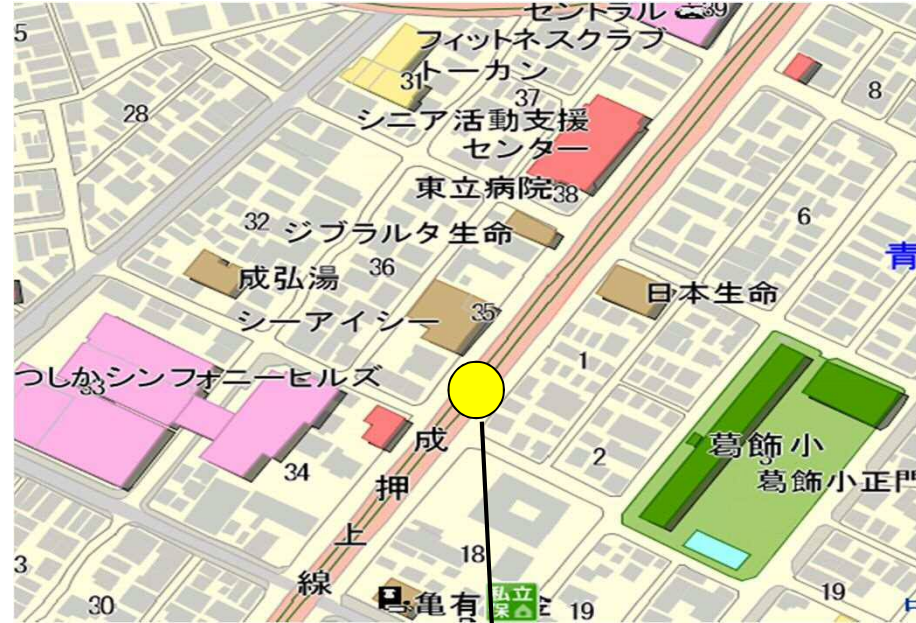 セントラル
39
5
フィットネスクラブ
31
トーカン
8
28
37
シニア活動支援
センター
東立病院
38
6
32
ジブラルタ生命
青
36
成弘湯
日本生命
シーアイシー
35
1
つしかシンフォニーヒルズ
33
成
葛飾小
2
34
葛飾小正門
押
上
18
3
線
亀有
私立
保
金
19
19
30